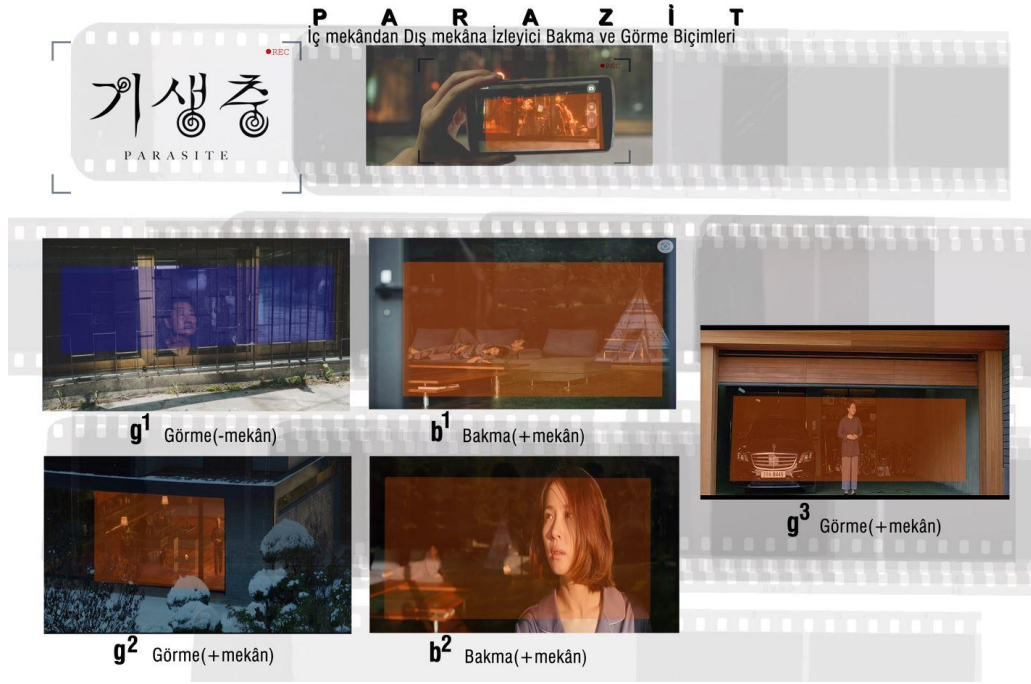 P A R A Z İ T
İç mekândan Dış mekâna İzleyici Bakma ve Görme Biçimleri
REC
REC
기생충
PARASITE
g¹ Görme(-mekân)
b¹ Bakma(+mekân)
g³ Görme(+mekân)
g² Görme(+mekân)
b² Bakma(+mekân)